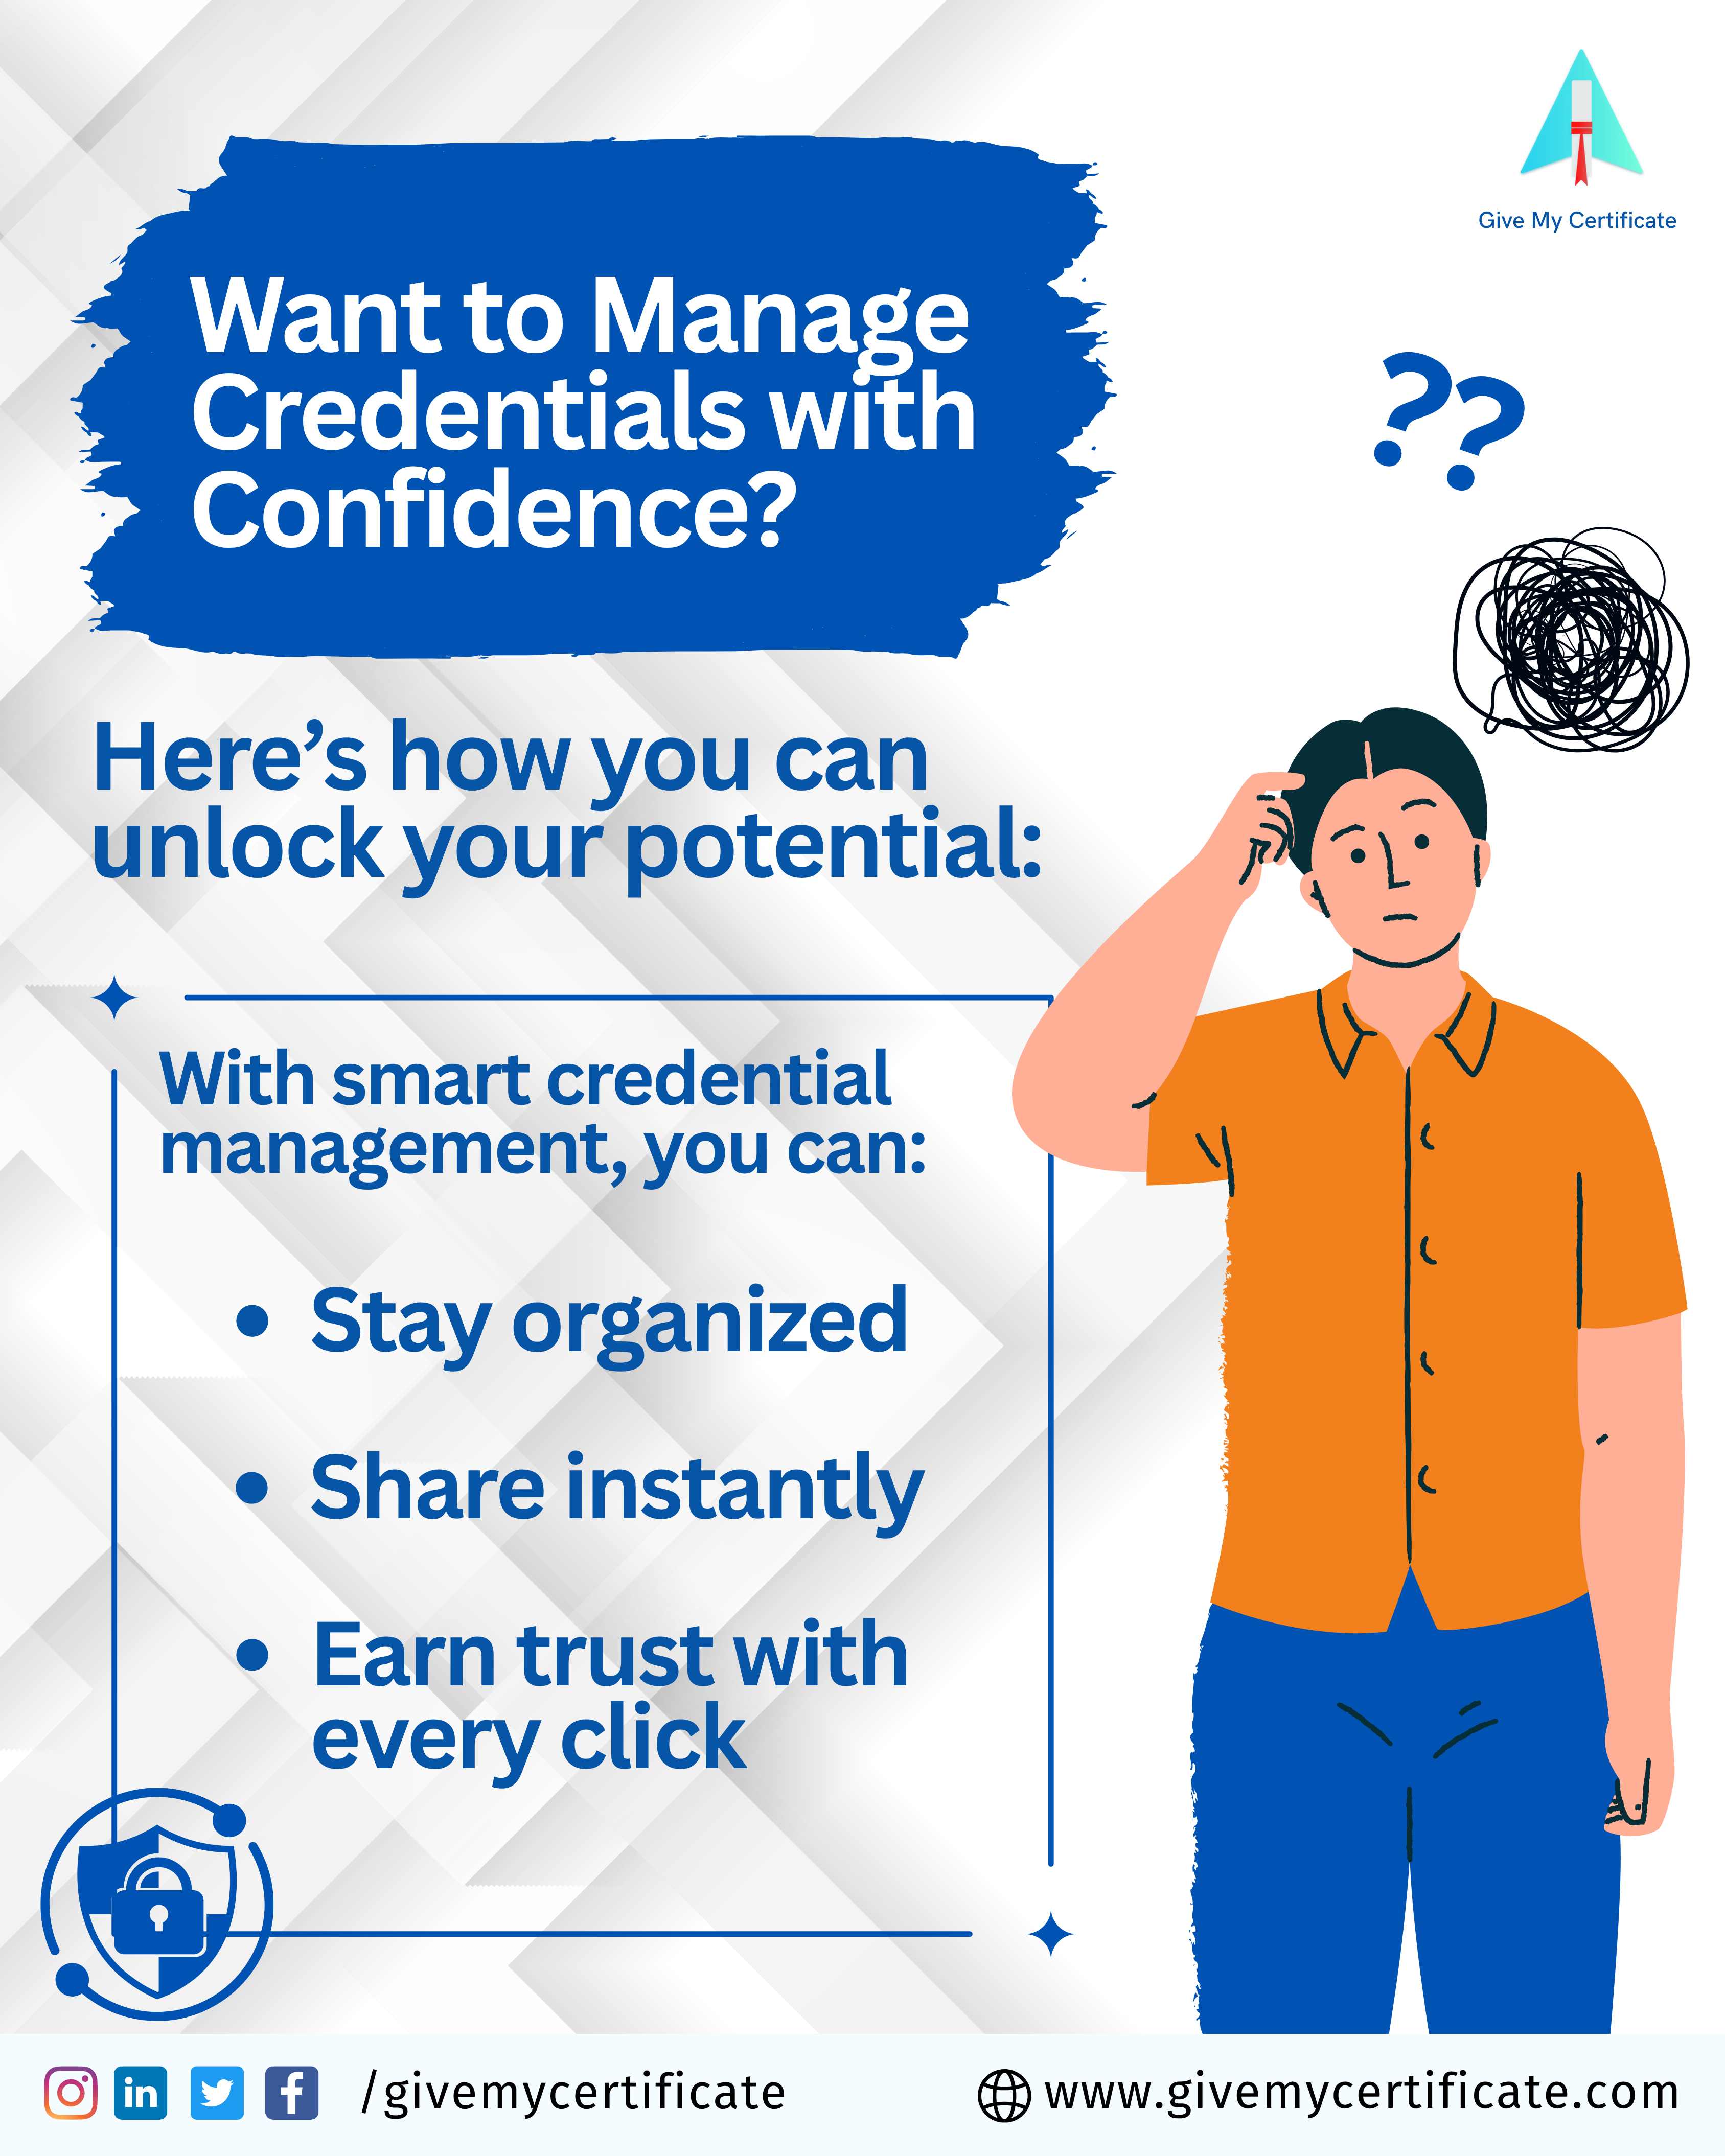 Give My Certificate
Want to Manage
Credentials with
Confidence?
??
Here’s how you can
unlock your potential:
With smart credential
management, you can:
• Stay organized
• Share instantly
• Earn trust with
every click
in
f
/givemycertificate
www.givemycertificate.com